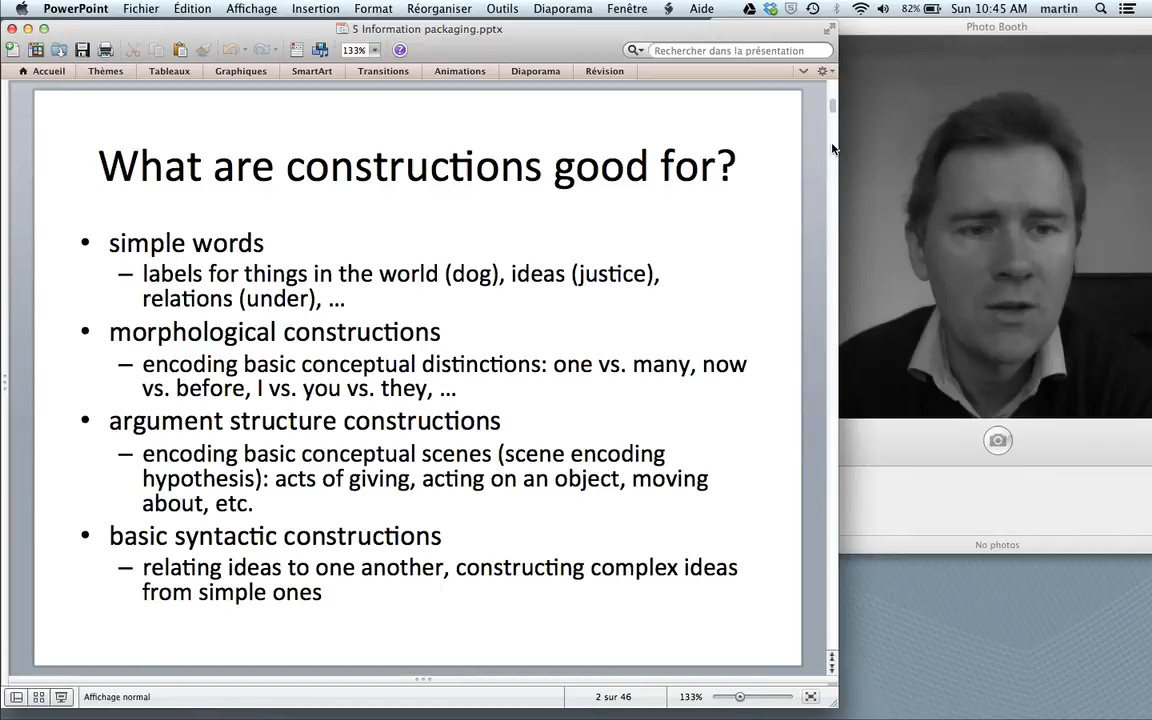 PowerPoint Fichier Édition Affichage Insertion Format Réorganiser Outils Diaporama Fenêtre Aide 82% Sun 10:45 AM martin
5 Information packaging.pptx
Photo Booth
133% Rechercher dans la présentation
Accueil Thèmes Tableaux Graphiques SmartArt Transitions Animations Diaporama Révision
What are constructions good for?
• simple words
– labels for things in the world (dog), ideas (justice),
relations (under), ...
• morphological constructions
– encoding basic conceptual distinctions: one vs. many, now
vs. before, I vs. you vs. they, ...
• argument structure constructions
– encoding basic conceptual scenes (scene encoding
hypothesis): acts of giving, acting on an object, moving
about, etc.
• basic syntactic constructions
– relating ideas to one another, constructing complex ideas
from simple ones
No photos
Affichage normal 2 sur 46 133%